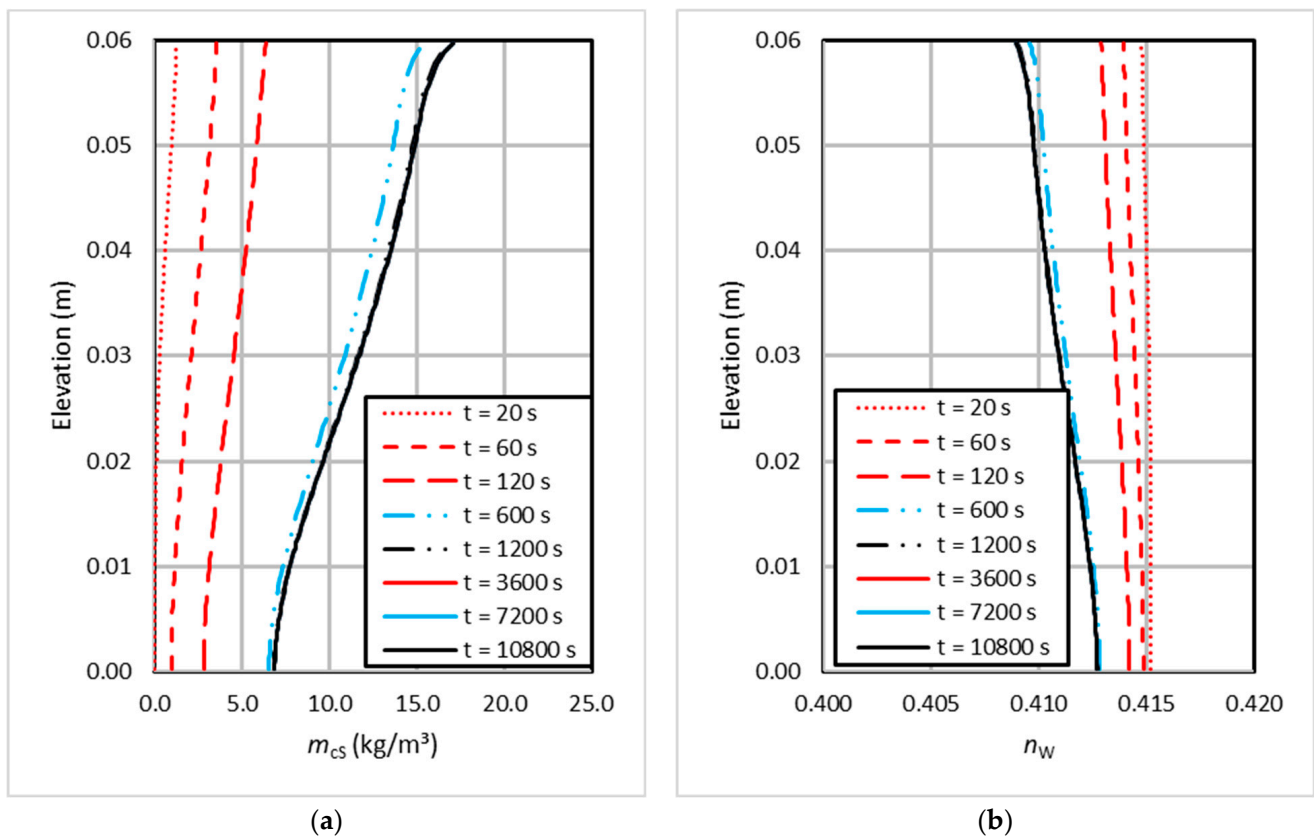 0.06
0.05
0.04
0.03
0.02
0.01
0.00
Elevation (m)
t = 20 s
t = 60 s
t = 120 s
t = 600 s
t = 1200 s
t = 3600 s
t = 7200 s
t = 10800 s
0.0 5.0 10.0 15.0 20.0 25.0
mcS (kg/m³)
(a)
0.06
0.05
0.04
0.03
0.02
0.01
0.00
Elevation (m)
t = 20 s
t = 60 s
t = 120 s
t = 600 s
t = 1200 s
t = 3600 s
t = 7200 s
t = 10800 s
0.400 0.405 0.410 0.415 0.420
nW
(b)